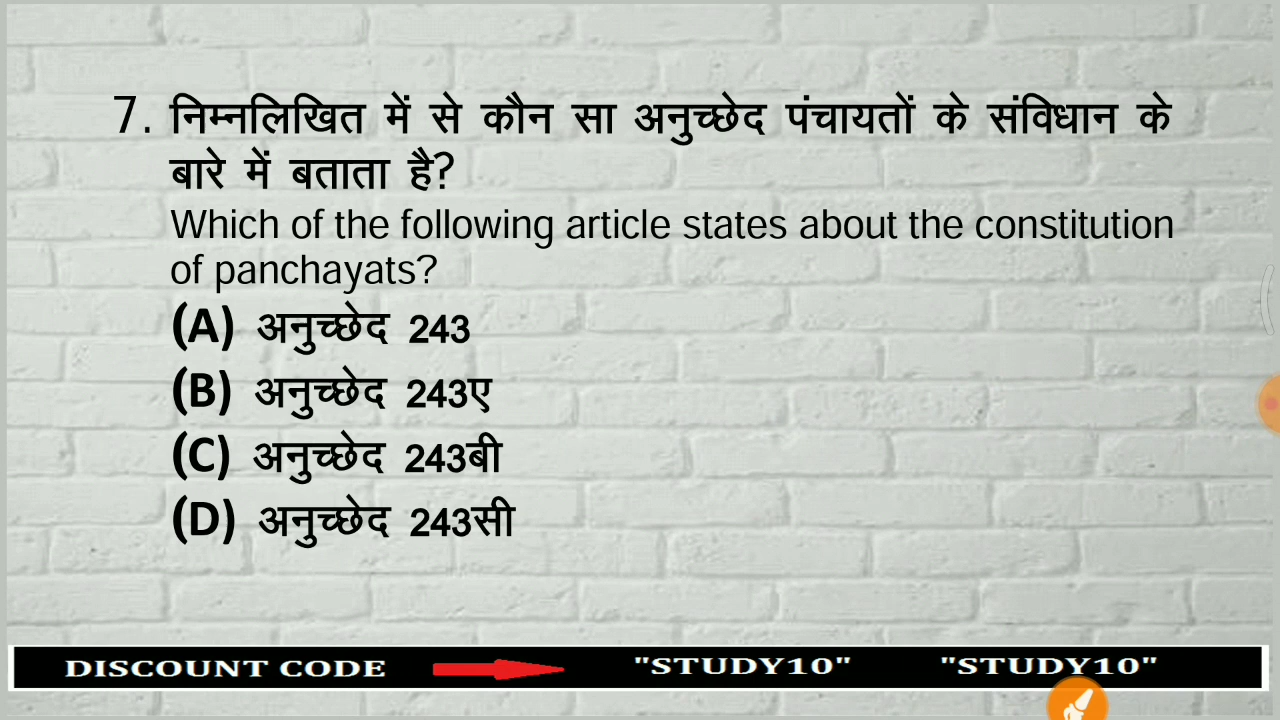 7. निम्नलिखित में से कौन सा अनुच्छेद पंचायतों के संविधान के
बारे में बताता है?
Which of the following article states about the constitution
of panchayats?
(A) अनुच्छेद 243
(B) अनुच्छेद 243ए
(C) अनुच्छेद 243बी
(D) अनुच्छेद 243सी
DISCOUNT CODE "STUDY10" "STUDY10"